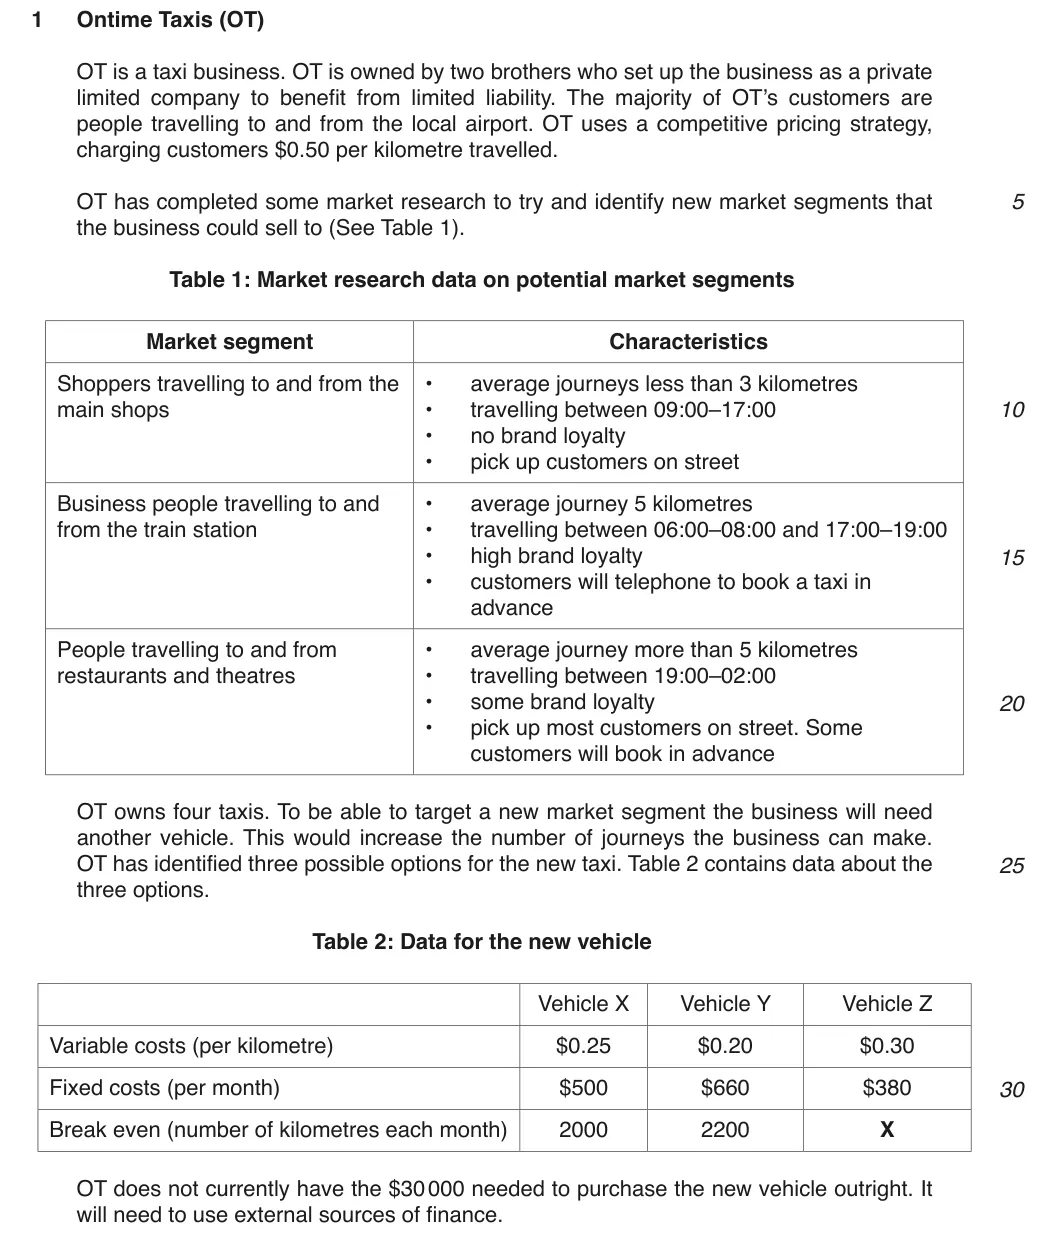 1 Ontime Taxis (OT)
OT is a taxi business. OT is owned by two brothers who set up the business as a private
limited company to benefit from limited liability. The majority of OT’s customers are
people travelling to and from the local airport. OT uses a competitive pricing strategy,
charging customers $0.50 per kilometre travelled.
OT has completed some market research to try and identify new market segments that 5
the business could sell to (See Table 1).
Table 1: Market research data on potential market segments
Market segment Characteristics
Shoppers travelling to and from the • average journeys less than 3 kilometres
main shops • travelling between 09:00–17:00 10
• no brand loyalty
• pick up customers on street
Business people travelling to and • average journey 5 kilometres
from the train station • travelling between 06:00–08:00 and 17:00–19:00
• high brand loyalty 15
• customers will telephone to book a taxi in
advance
People travelling to and from • average journey more than 5 kilometres
restaurants and theatres • travelling between 19:00–02:00
• some brand loyalty 20
• pick up most customers on street. Some
customers will book in advance
OT owns four taxis. To be able to target a new market segment the business will need
another vehicle. This would increase the number of journeys the business can make.
OT has identified three possible options for the new taxi. Table 2 contains data about the 25
three options.
Table 2: Data for the new vehicle
Vehicle X Vehicle Y Vehicle Z
Variable costs (per kilometre) $0.25 $0.20 $0.30
Fixed costs (per month) $500 $660 $380 30
Break even (number of kilometres each month) 2000 2200 X
OT does not currently have the $30 000 needed to purchase the new vehicle outright. It
will need to use external sources of finance.